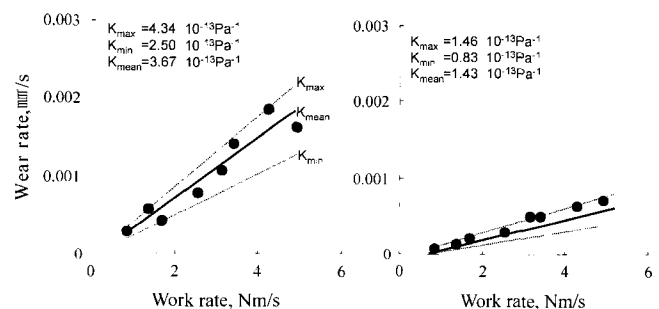 0.003
0.002
0.001
0
Wear rate, ㎣/s
Kmax =4.34 10-13Pa-1
Kmin =2.50 10-13Pa-1
Kmean=3.67 10-13Pa-1
Kmax
Kmean
Kmin
0 2 4 6
Work rate, Nm/s
0.003
0.002
0.001
0
Kmax =1.46 10-13Pa-1
Kmin =0.83 10-13Pa-1
Kmean=1.43 10-13Pa-1
0 2 4 6
Work rate, Nm/s